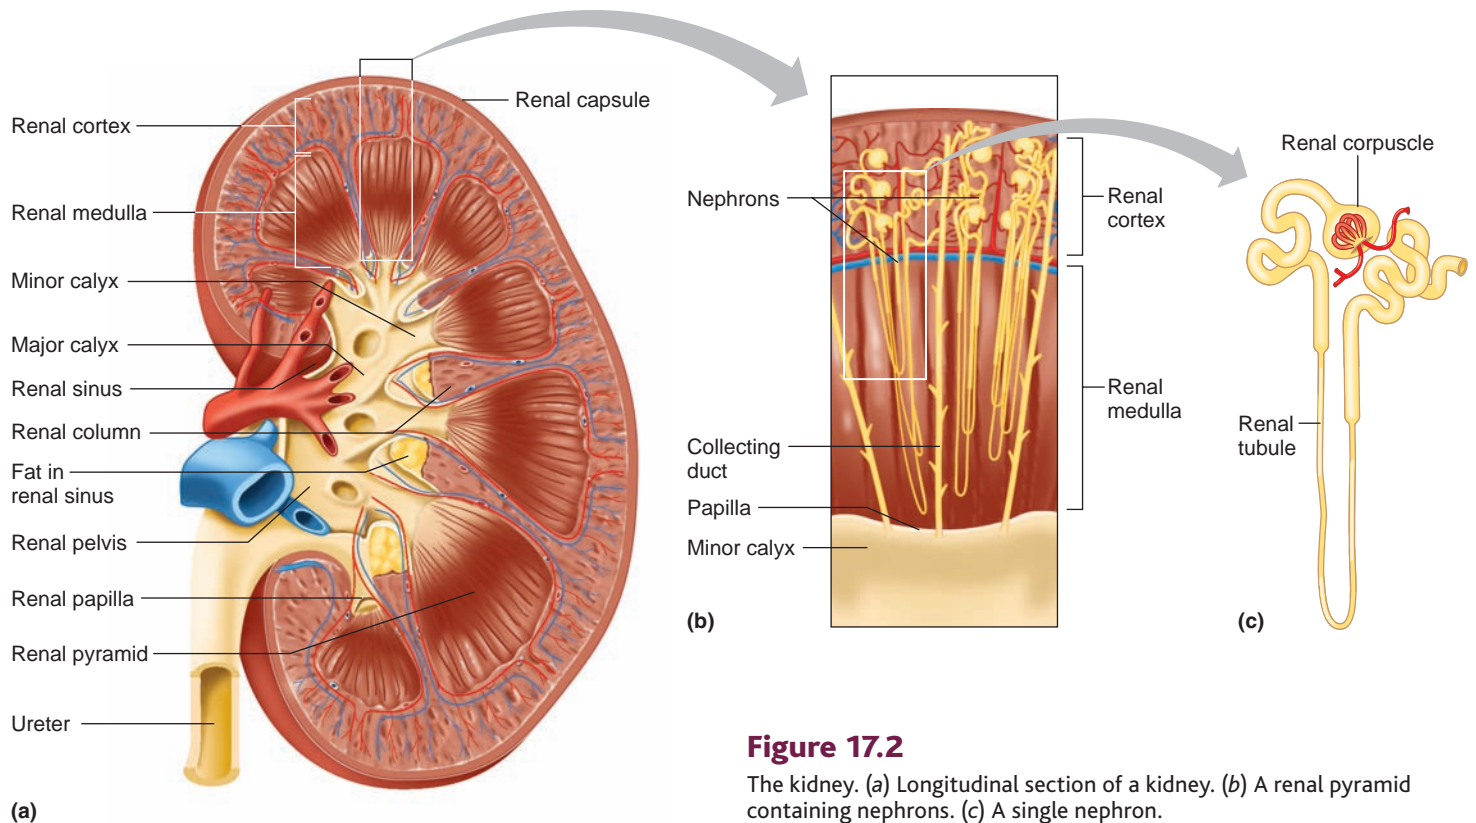 Renal capsule
Renal cortex
Renal medulla
Minor calyx
Major calyx
Renal sinus
Renal column
Fat in
renal sinus
Renal pelvis
Renal papilla
Renal pyramid
Ureter
(a)
Nephrons
Renal
cortex
Renal
medulla
Collecting
duct
Papilla
Minor calyx
(b)
Renal corpuscle
Renal
tubule
(c)
Figure 17.2
The kidney. (a) Longitudinal section of a kidney. (b) A renal pyramid
containing nephrons. (c) A single nephron.